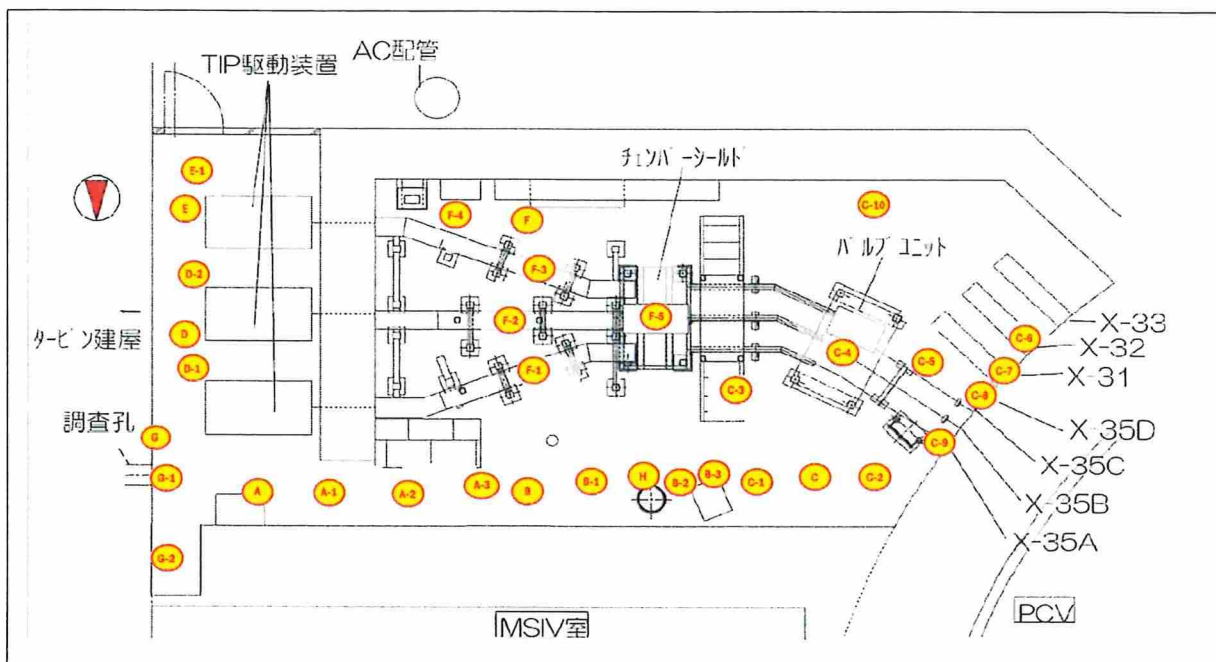 AC配管
TIP駆動装置
チェンバーシールド
E-1
E
F-4
F
C-10
バルブユニット
D-2
F-3
タービン建屋
D
F-2
F-5
X-33
C-6
X-32
D-1
F-1
C-4
C-5
C-7
X-31
C-3
C-8
調査孔
G
X-35D
C-9
X-35C
G-1
A
A-1
A-2
A-3
B
B-1
H
B-2
B-3
C-1
C
C-2
X-35B
X-35A
G-2
MSIV室
PCV